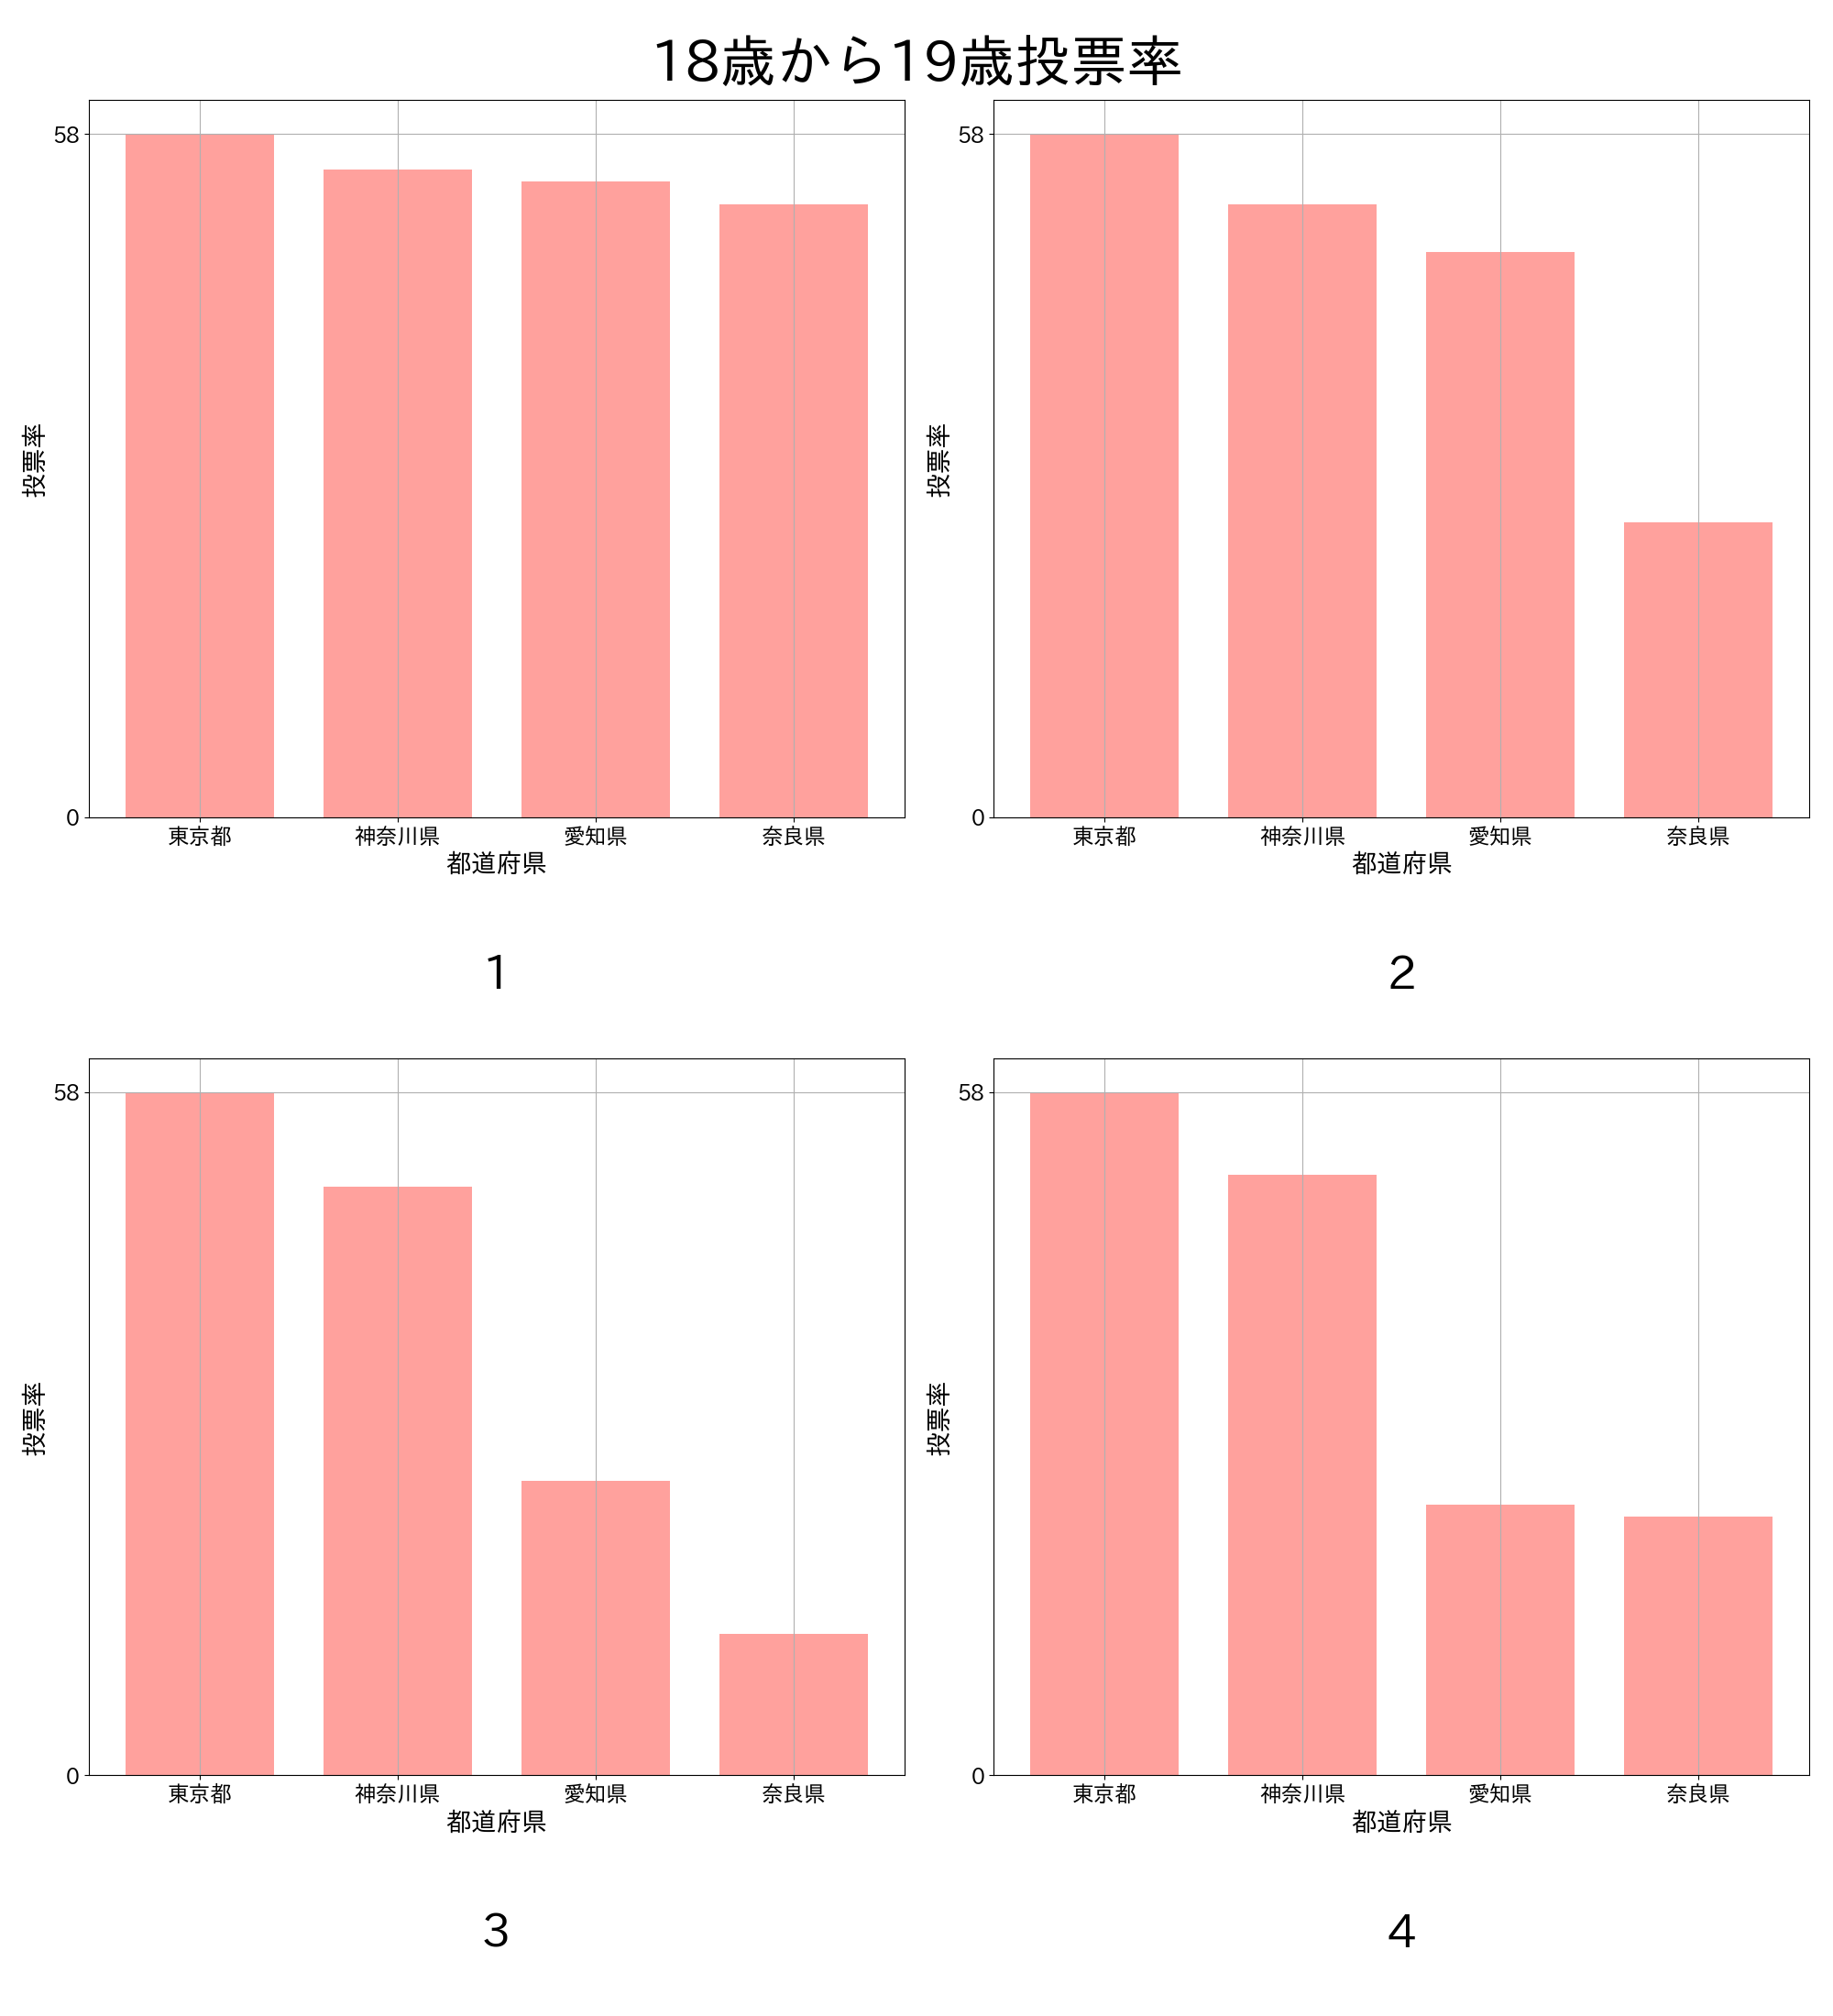 18歳から19歳投票率
58
0
投票率
東京都 神奈川県 愛知県 奈良県
都道府県
1
58
0
投票率
東京都 神奈川県 愛知県 奈良県
都道府県
2
58
0
投票率
東京都 神奈川県 愛知県 奈良県
都道府県
3
58
0
投票率
東京都 神奈川県 愛知県 奈良県
都道府県
4